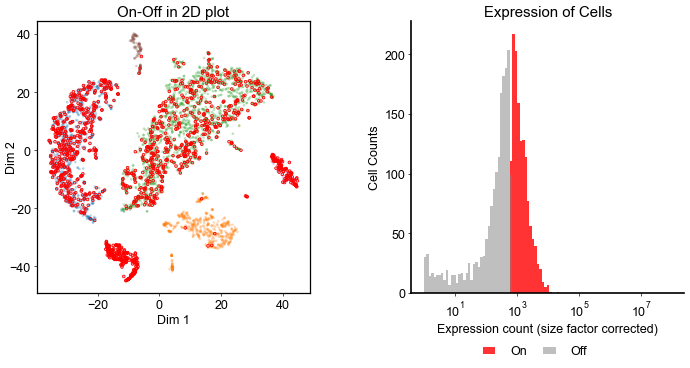 On-Off in 2D plot
Expression of Cells
40
20
0
−20
−40
Dim 2
−20
0
20
40
Dim 1
200
150
100
50
0
Cell Counts
10^1
10^3
10^5
10^7
Expression count (size factor corrected)
On
Off